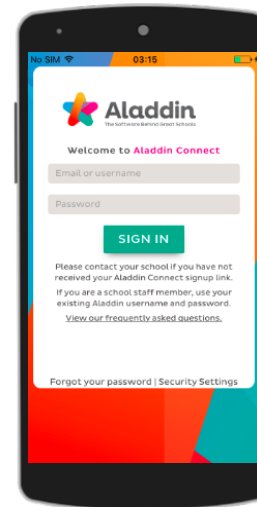 No SIM 03:15
Aladdin
The Software Behind Smart Schools
Welcome to Aladdin Connect
Email or username
Password
SIGN IN
Please contact your school if you have not
received your Aladdin Connect signup link.
If you are a school staff member, use your
existing Aladdin username and password.
View our frequently asked questions.
Forgot your password | Security Settings